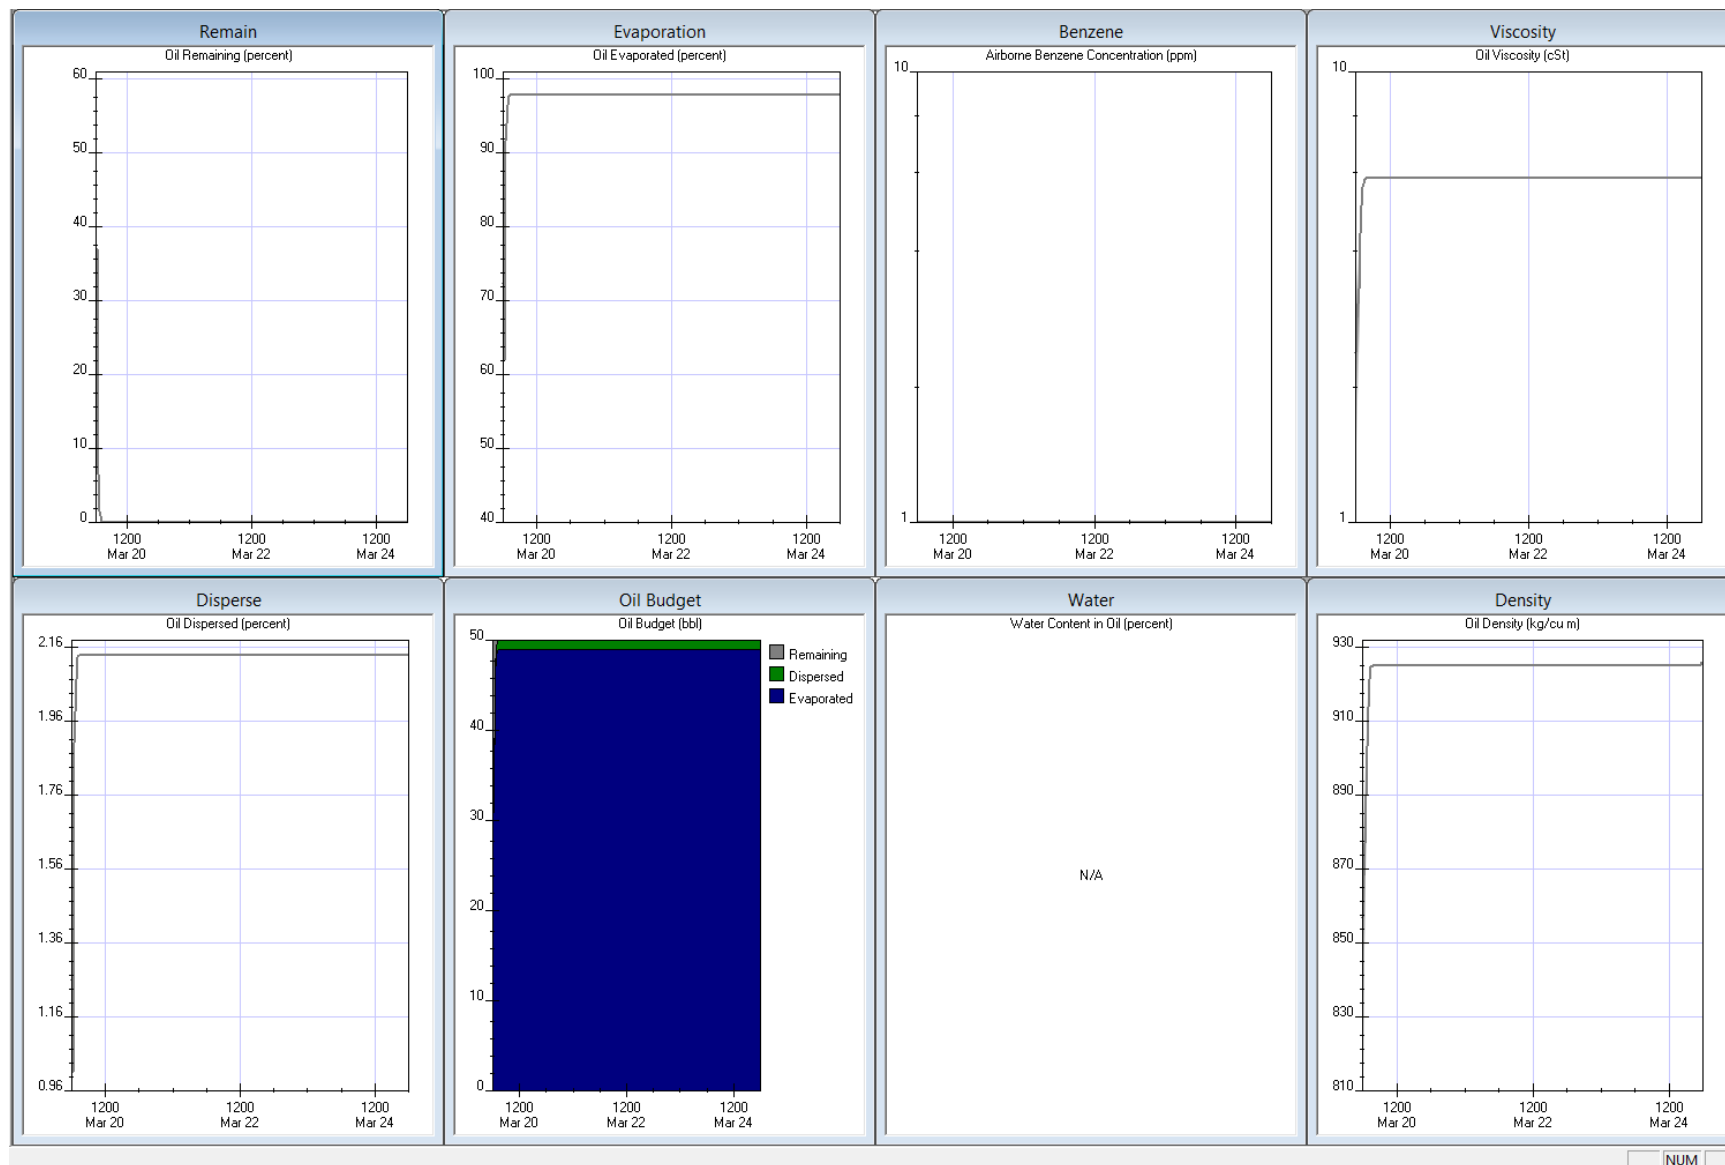 Remain
Oil Remaining (percent)
60
50
40
30
20
10
0
1200 1200 1200
Mar 20 Mar 22 Mar 24
Evaporation
Oil Evaporated (percent)
100
90
80
70
60
50
40
1200 1200 1200
Mar 20 Mar 22 Mar 24
Benzene
Airborne Benzene Concentration (ppm)
10
1
1200 1200 1200
Mar 20 Mar 22 Mar 24
Viscosity
Oil Viscosity (cSt)
10
1
1200 1200 1200
Mar 20 Mar 22 Mar 24
Disperse
Oil Dispersed (percent)
2.16
1.96
1.76
1.56
1.36
1.16
0.96
1200 1200 1200
Mar 20 Mar 22 Mar 24
Oil Budget
Oil Budget (bbl)
50
40
30
20
10
0
Remaining
Dispersed
Evaporated
1200 1200 1200
Mar 20 Mar 22 Mar 24
Water
Water Content in Oil (percent)
N/A
Density
Oil Density (kg/cu m)
930
910
890
870
850
830
810
1200 1200 1200
Mar 20 Mar 22 Mar 24
NUM